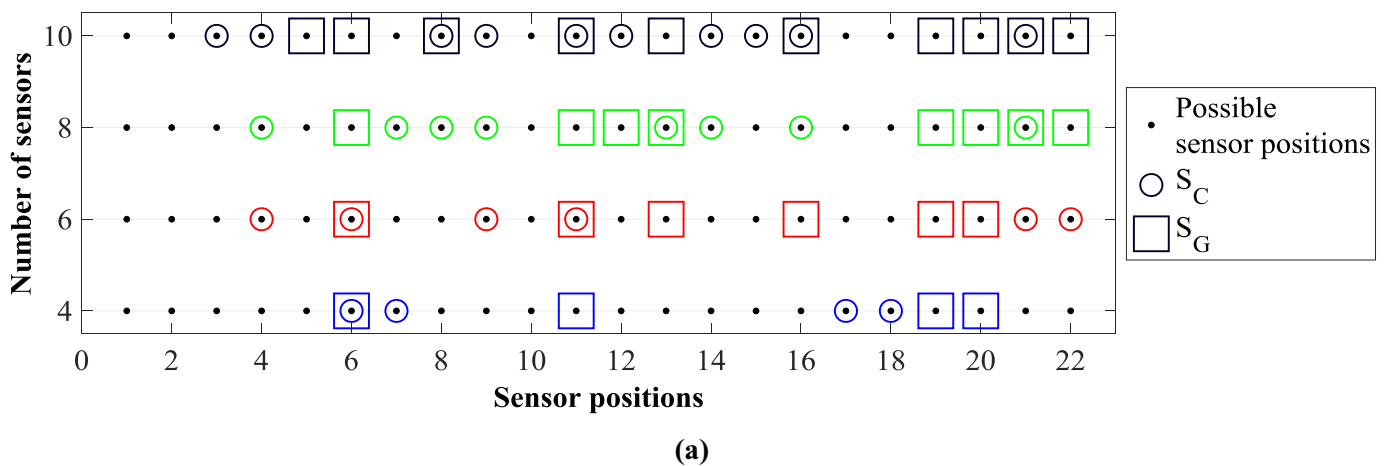 10
8
6
4
Number of sensors
0 2 4 6 8 10 12 14 16 18 20 22
Sensor positions
Possible
sensor positions
S_C
S_G
(a)